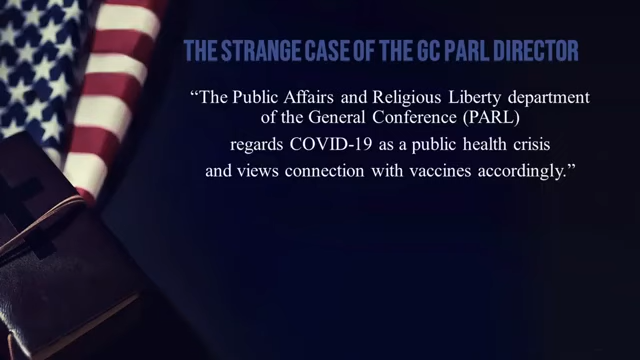 THE STRANGE CASE OF THE GC PARL DIRECTOR
“The Public Affairs and Religious Liberty department
of the General Conference (PARL)
regards COVID-19 as a public health crisis
and views connection with vaccines accordingly.”